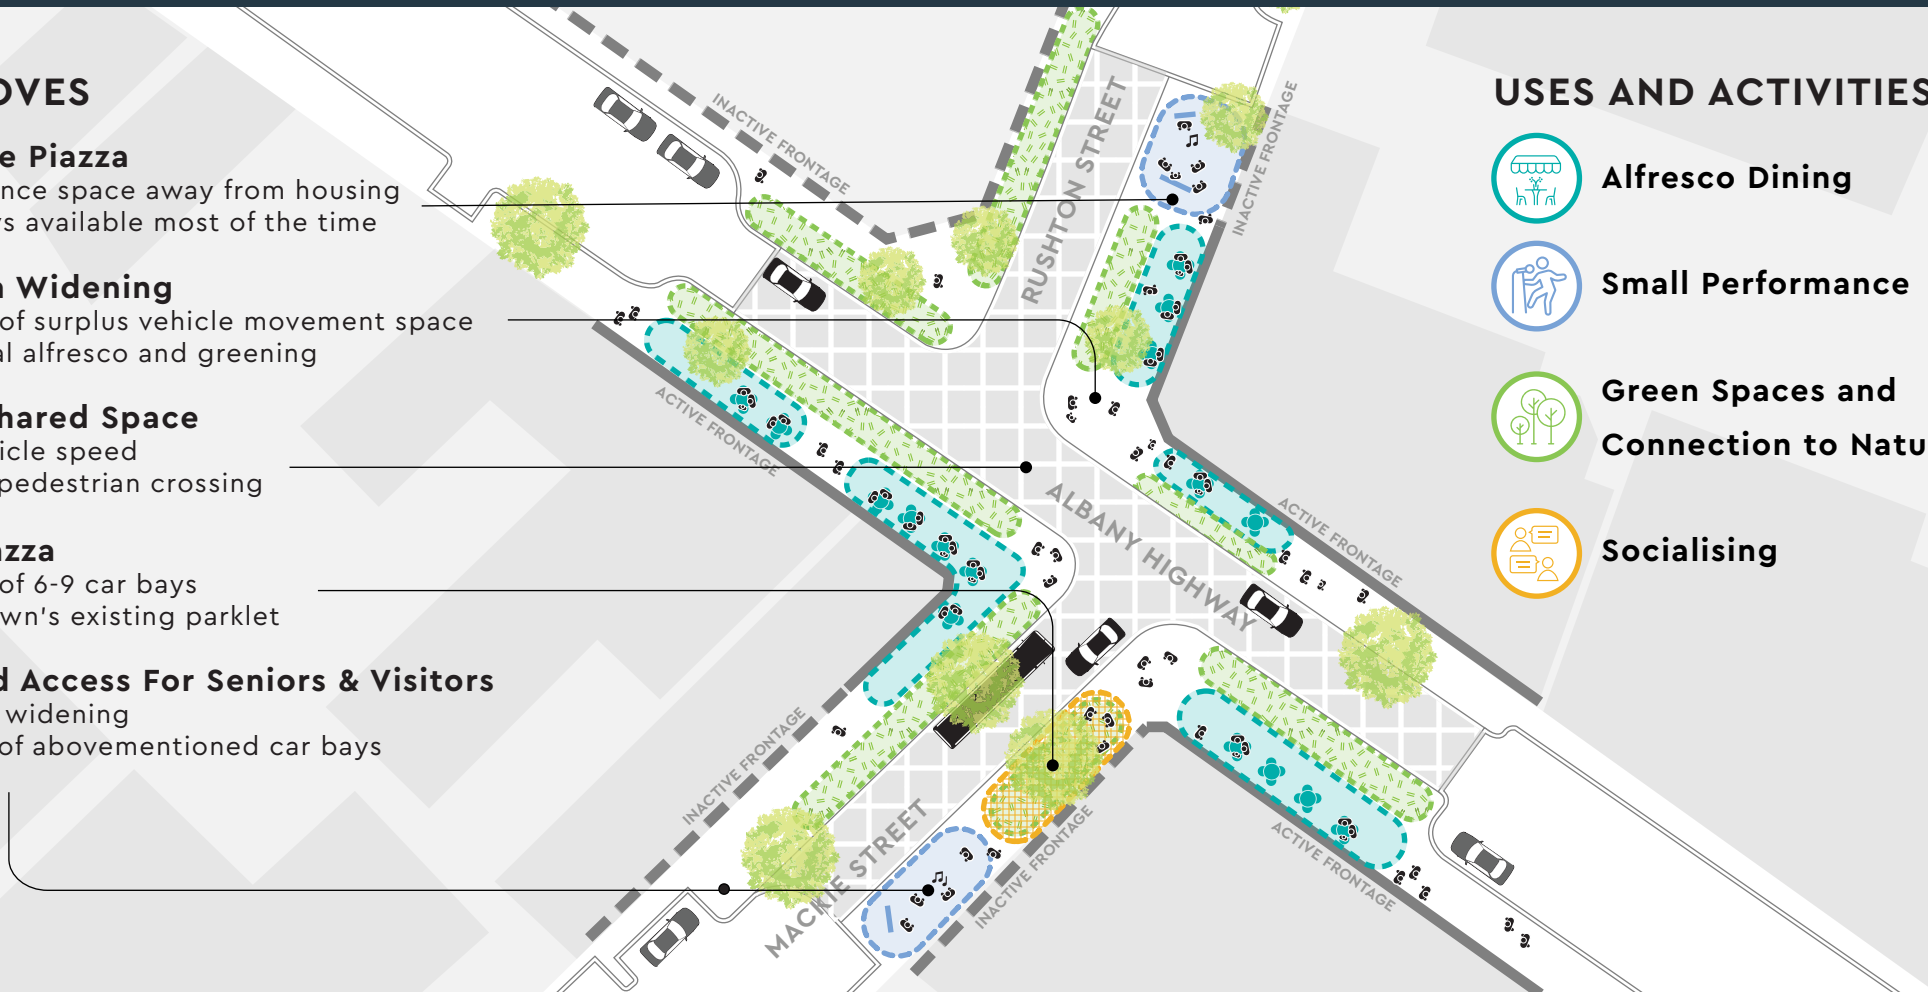 OVES
e Piazza
nce space away from housing
s available most of the time
Widening
of surplus vehicle movement space
al alfresco and greening
hared Space
icle speed
pedestrian crossing
azza
of 6-9 car bays
wn's existing parklet
d Access For Seniors & Visitors
widening
of abovementioned car bays
INACTIVE FRONTAGE
RUSHTON STREET
INACTIVE FRONTAGE
ACTIVE FRONTAGE
ALBANY HIGHWAY
ACTIVE FRONTAGE
INACTIVE FRONTAGE
MACKIE STREET
INACTIVE FRONTAGE
ACTIVE FRONTAGE
USES AND ACTIVITIES
Alfresco Dining
Small Performance
Green Spaces and
Connection to Natu
Socialising